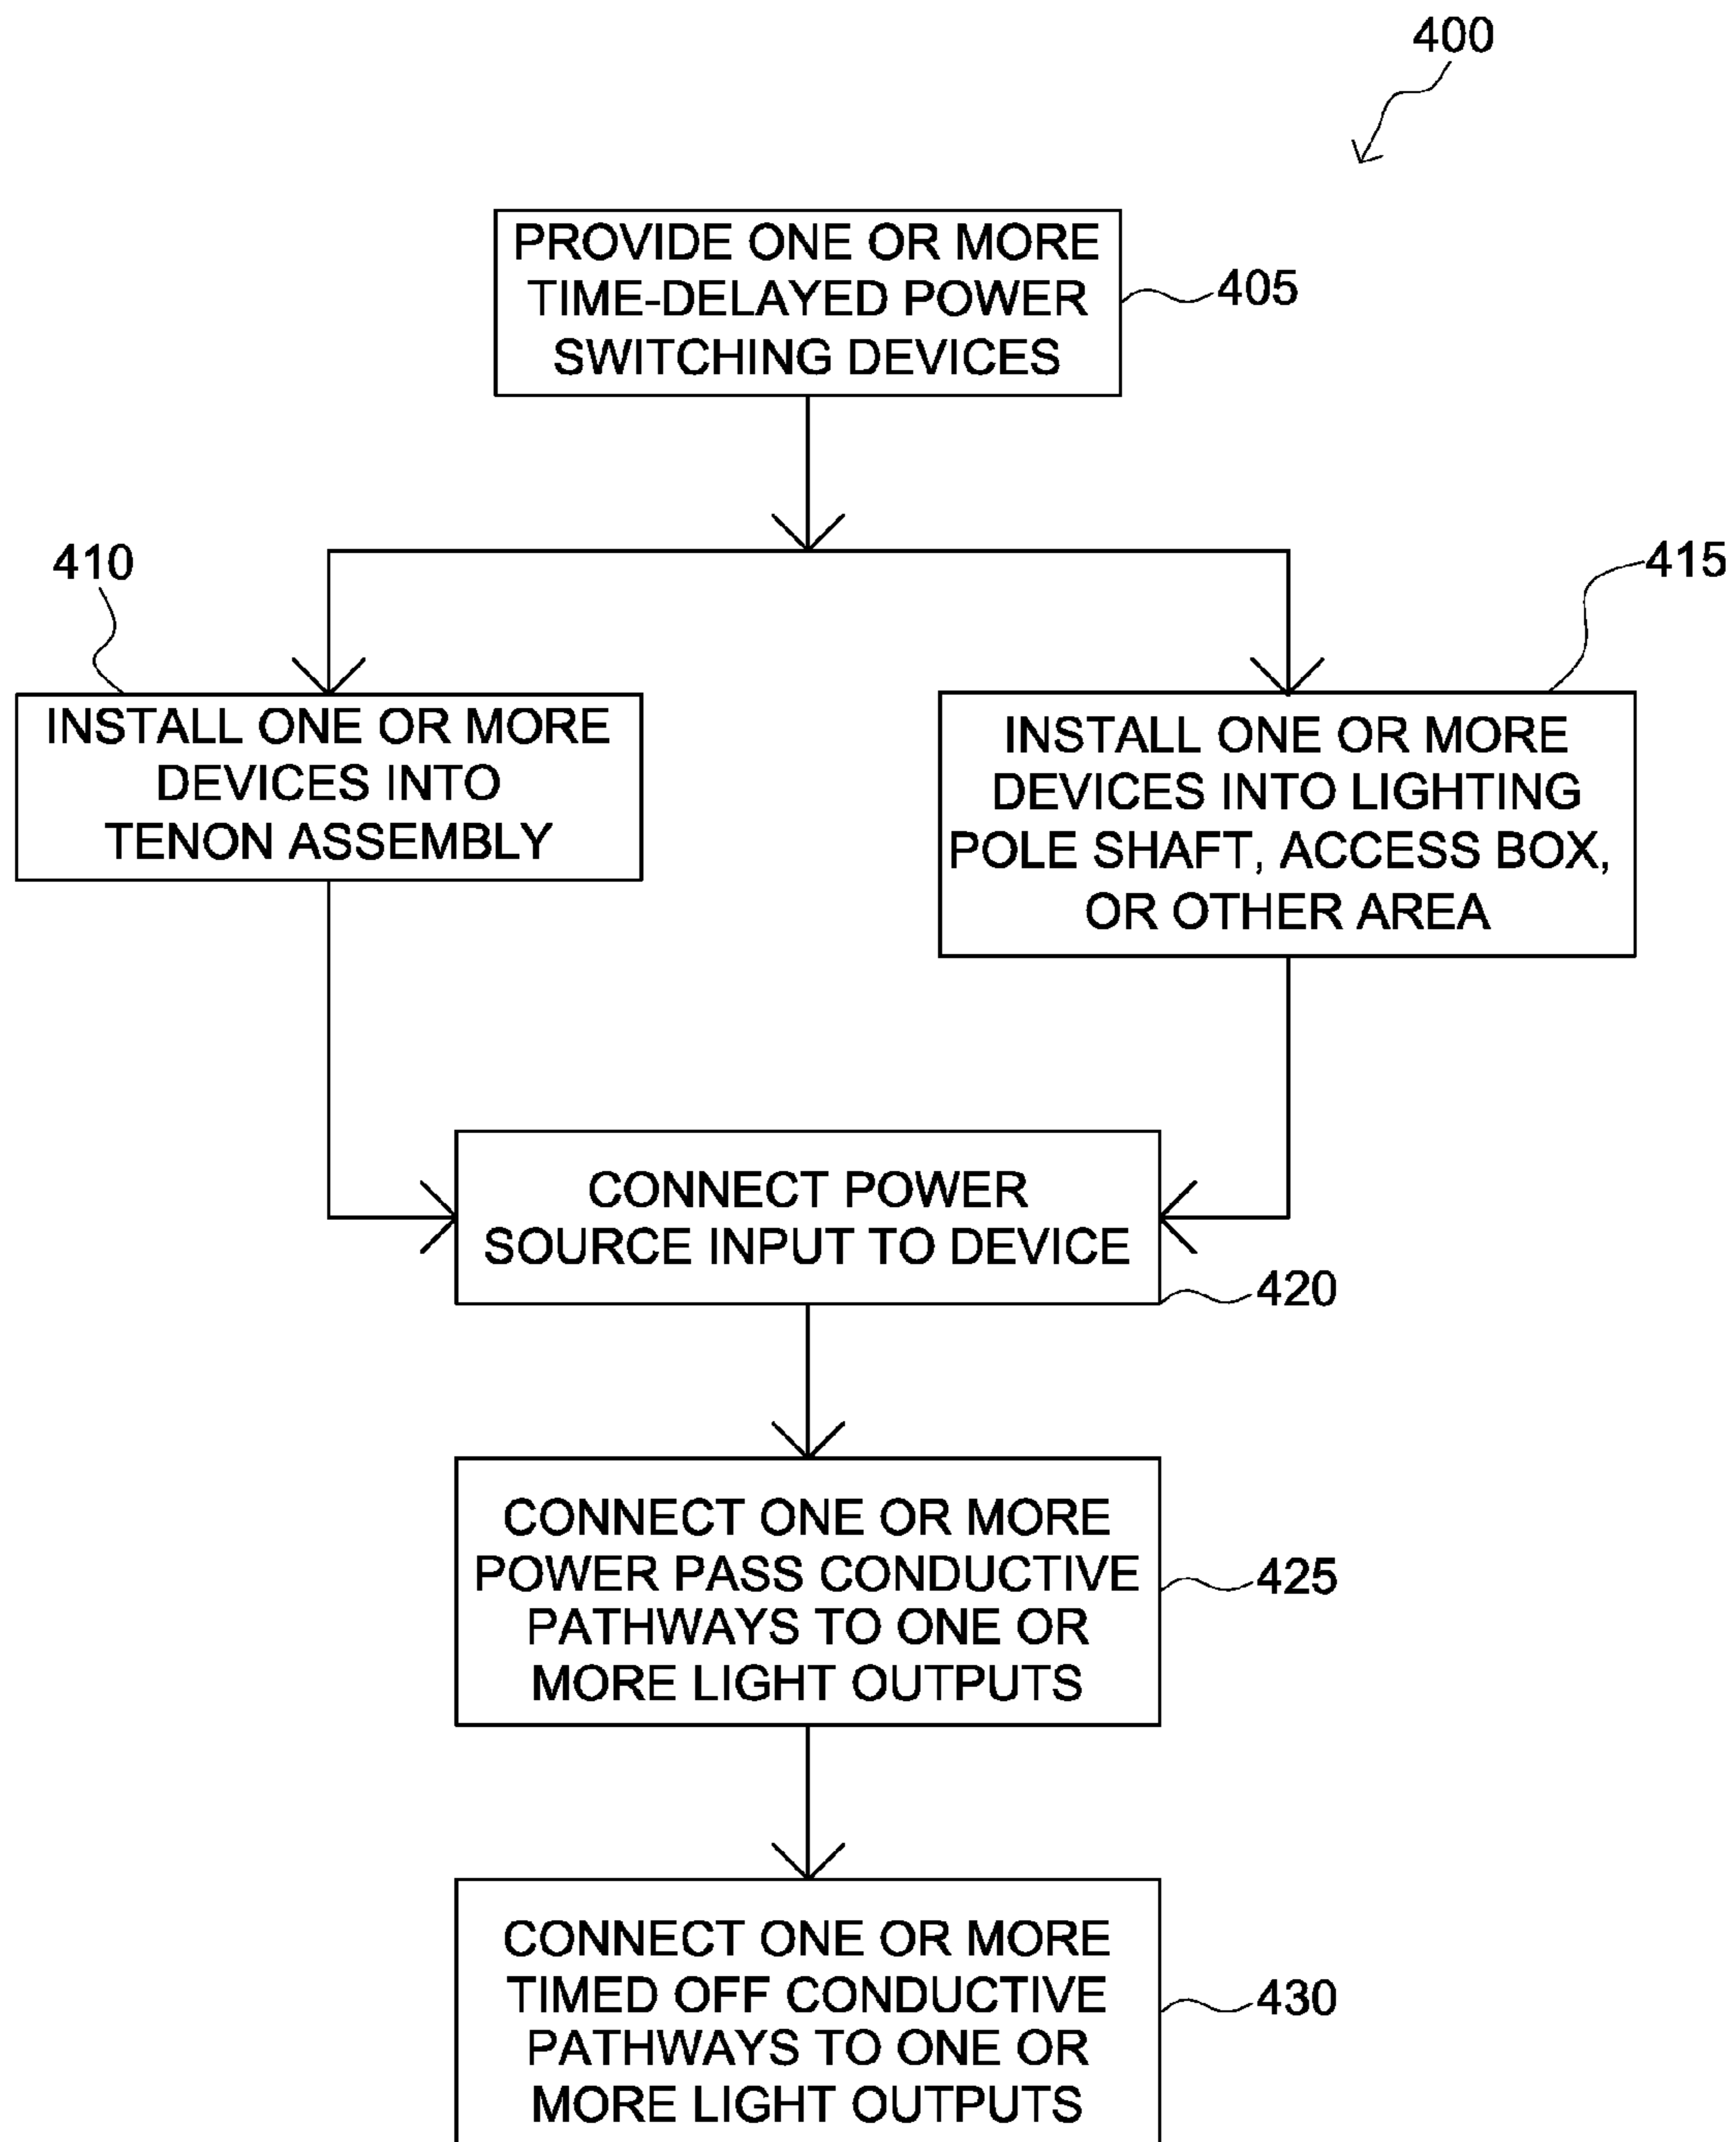 400
PROVIDE ONE OR MORE
TIME-DELAYED POWER
SWITCHING DEVICES
405
410
415
INSTALL ONE OR MORE
DEVICES INTO
TENON ASSEMBLY
INSTALL ONE OR MORE
DEVICES INTO LIGHTING
POLE SHAFT, ACCESS BOX,
OR OTHER AREA
CONNECT POWER
SOURCE INPUT TO DEVICE
420
CONNECT ONE OR MORE
POWER PASS CONDUCTIVE
PATHWAYS TO ONE OR
MORE LIGHT OUTPUTS
425
CONNECT ONE OR MORE
TIMED OFF CONDUCTIVE
PATHWAYS TO ONE OR
MORE LIGHT OUTPUTS
430